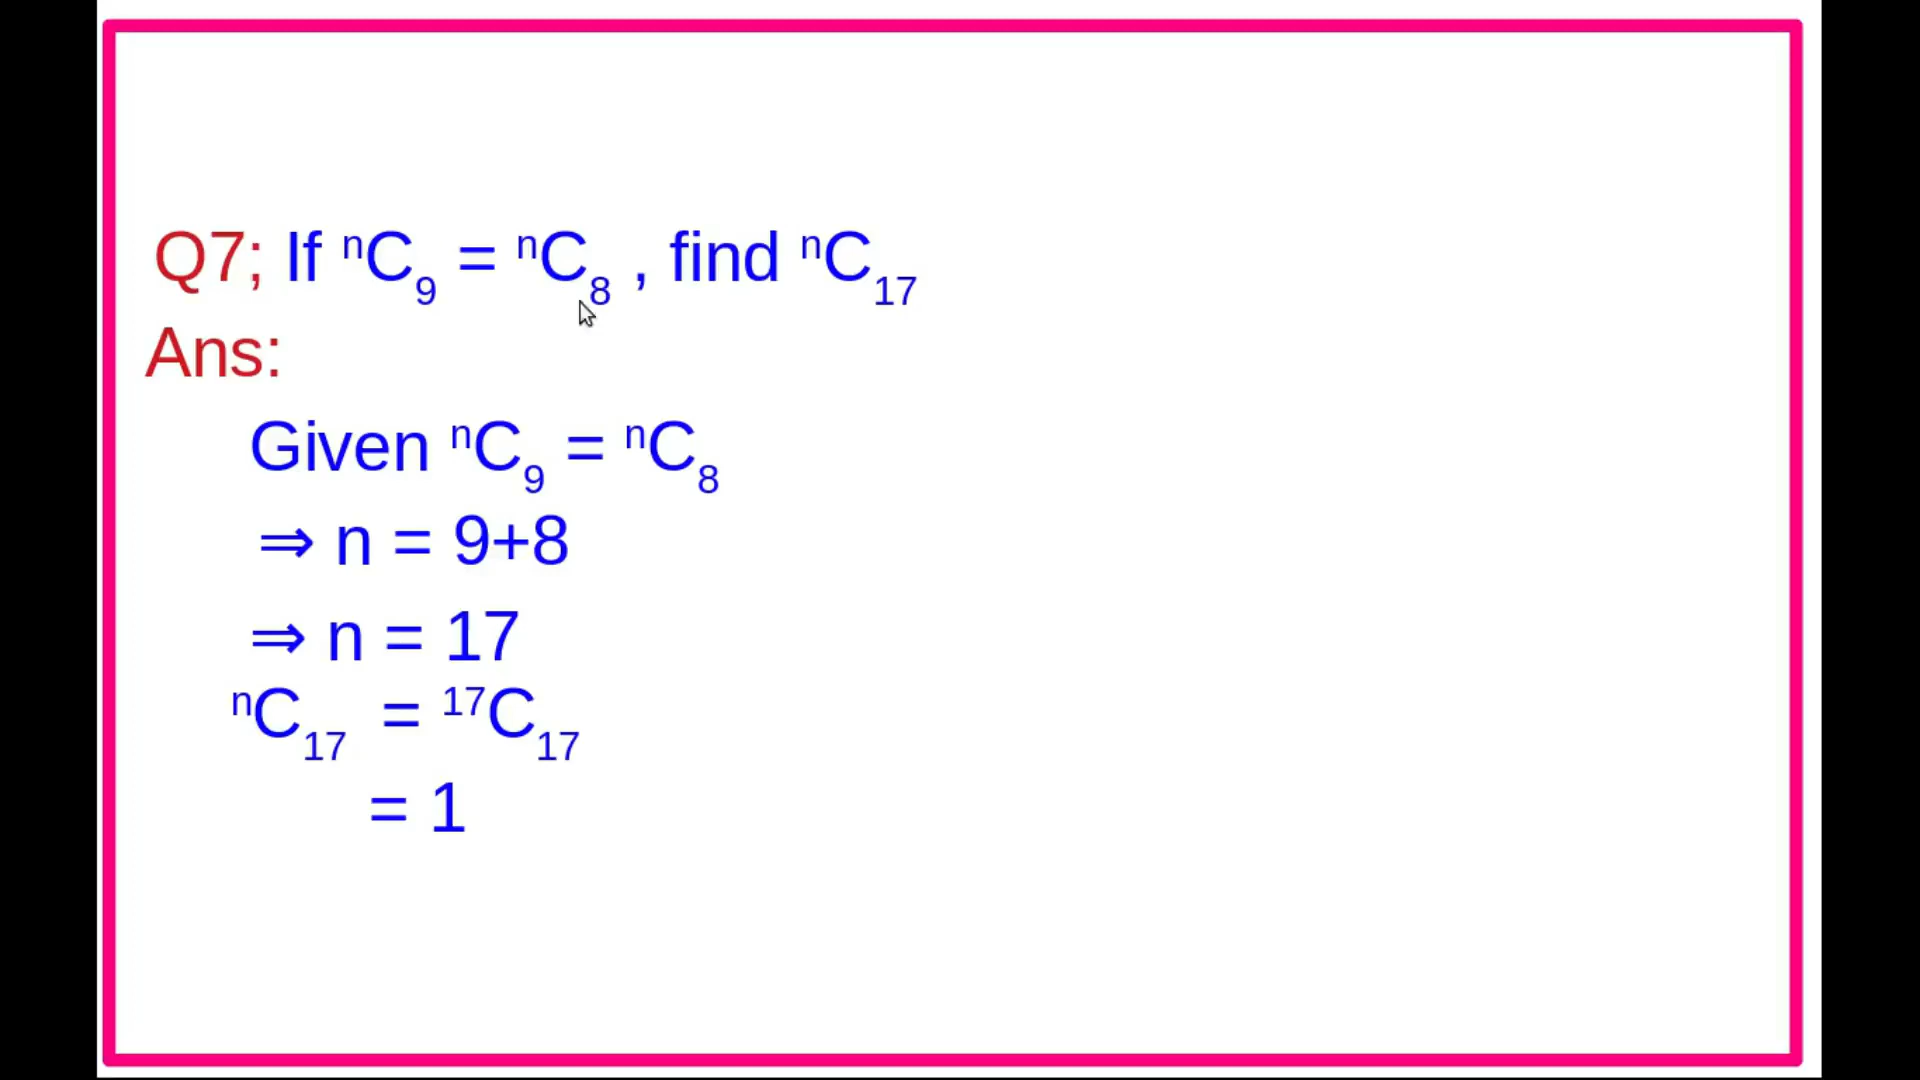 Q7; If ⁿC₉ = ⁿC₈ , find ⁿC₁₇
Ans:
Given ⁿC₉ = ⁿC₈
⇒ n = 9+8
⇒ n = 17
ⁿC₁₇ = ¹⁷C₁₇
= 1